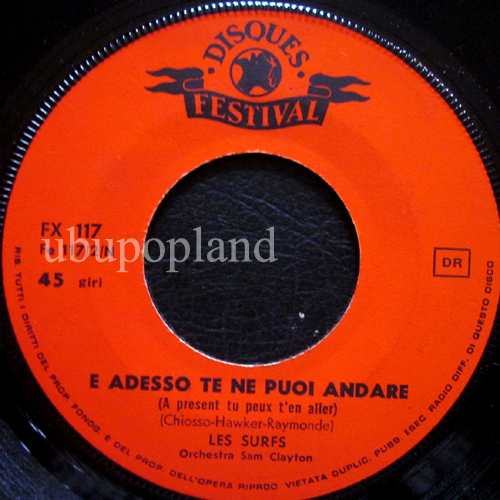 DISQUES
FESTIVAL
FX 117
ubupopland
45 giri
DR
E ADESSO TE NE PUOI ANDARE
(A present tu peux t'en aller)
(Chiosso-Hawker-Raymonde)
LES SURFS
Orchestra Sam Clayton
RIS. TUTTI I DIRITTI DEL PROP. FONOG. E DEL PROP. DELL'OPERA RIPROD. VIETATA DUPLIC. PUBB. ESEC. RADIO DIFF. DI QUESTO DISCO